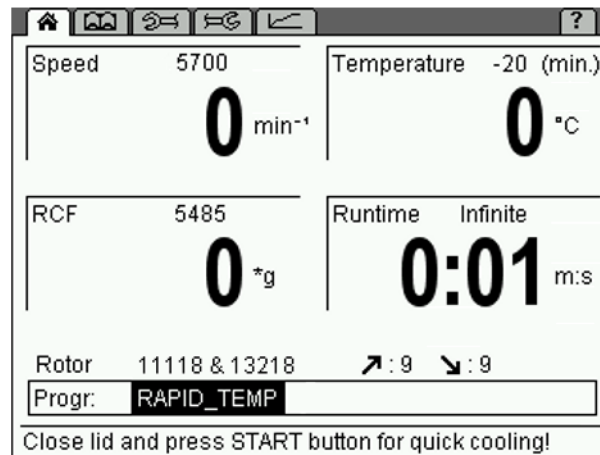 ?
Speed 5700
0 min⁻¹
Temperature -20 (min.)
0 °C
RCF 5485
0 *g
Runtime Infinite
0:01 m:s
Rotor 11118 & 13218 ↗ : 9 ↘ : 9
Progr: RAPID_TEMP
Close lid and press START button for quick cooling!